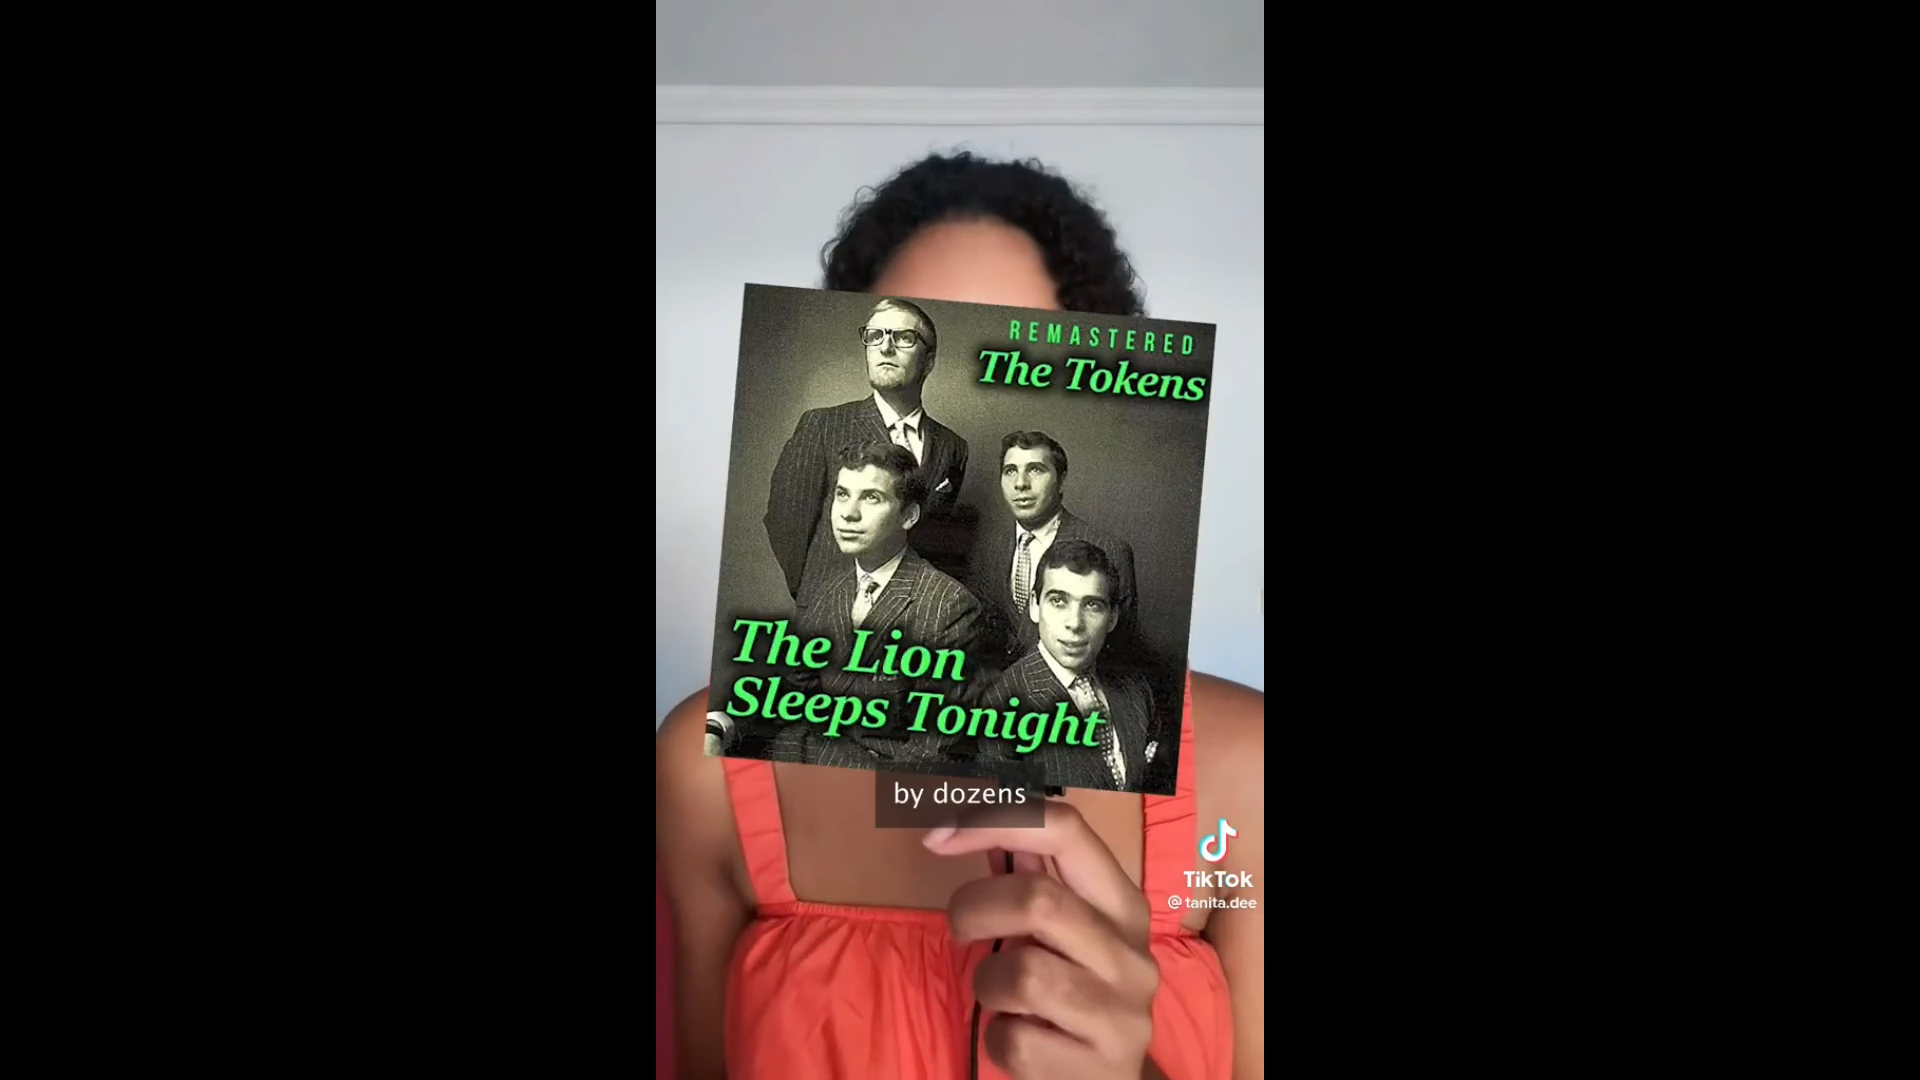 REMASTERED
The Tokens
The Lion
Sleeps Tonight
by dozens
TikTok
@tanita.dee